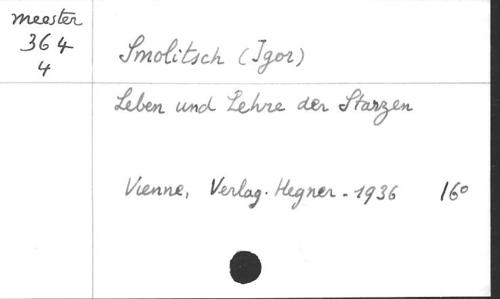 meester
364
4
Smolitsch (Igor)
Leben und Lehre der Starzen
Vienne, Verlag. Hegner - 1936 16°